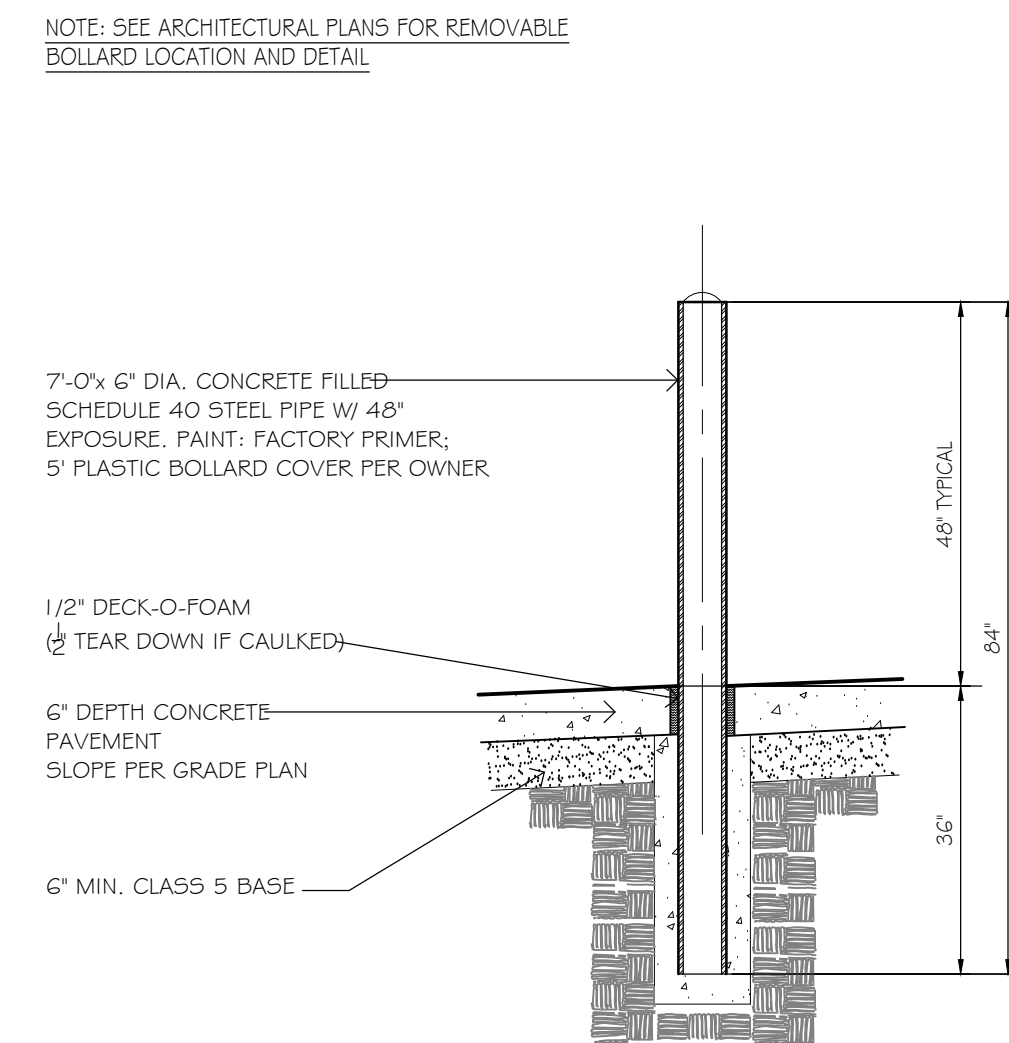 NOTE: SEE ARCHITECTURAL PLANS FOR REMOVABLE
BOLLARD LOCATION AND DETAIL
7'-0"x 6" DIA. CONCRETE FILLED
SCHEDULE 40 STEEL PIPE W/ 48"
EXPOSURE. PAINT: FACTORY PRIMER;
5' PLASTIC BOLLARD COVER PER OWNER
1/2" DECK-O-FOAM
(1/2" TEAR DOWN IF CAULKED)
6" DEPTH CONCRETE
PAVEMENT
SLOPE PER GRADE PLAN
6" MIN. CLASS 5 BASE
48" TYPICAL
84"
36"